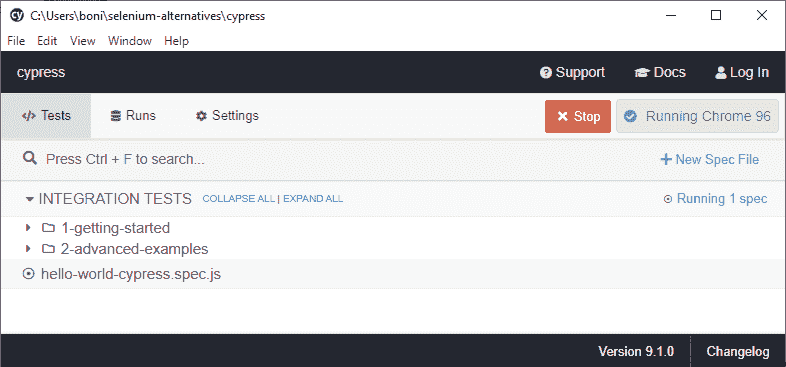 cy C:\Users\boni\selenium-alternatives\cypress
File Edit View Window Help
cypress Support Docs Log In
Tests Runs Settings Stop Running Chrome 96
Press Ctrl + F to search... New Spec File
INTEGRATION TESTS COLLAPSE ALL | EXPAND ALL Running 1 spec
1-getting-started
2-advanced-examples
hello-world-cypress.spec.js
Version 9.1.0 Changelog